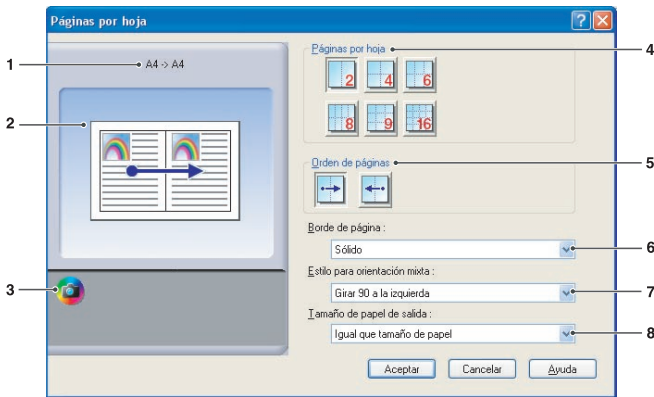 Páginas por hoja
1
A4 -> A4
2
3
Páginas por hoja
2 4 6
8 9 16
4
Orden de páginas
5
Borde de página :
Sólido
6
Estilo para orientación mixta :
Girar 90 a la izquierda
7
Tamaño de papel de salida :
Igual que tamaño de papel
8
Aceptar Cancelar Ayuda